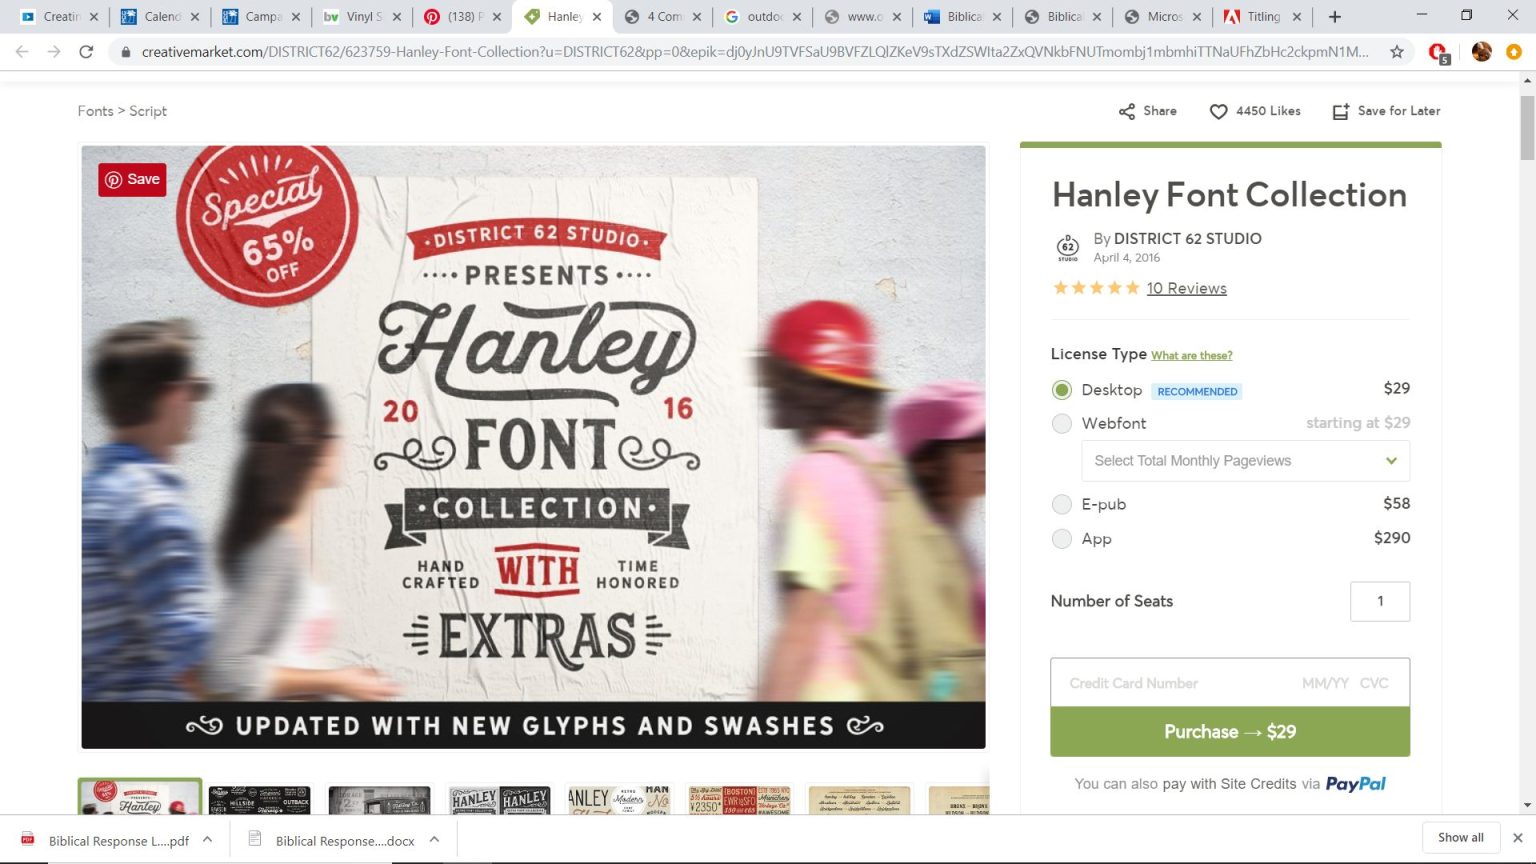 Creatin
Calend
Campa
Vinyl S
(138) P
Hanley
4 Com
outdoo
www.o
Biblica
Biblical
Micros
Titling
creativemarket.com/DISTRICT62/623759-Hanley-Font-Collection?u=DISTRICT62&pp=0&epik=dj0yJnU9TVFSaU9BVFZLQlZKeV9sTXdZSWIta2ZxQVNkbFNUTmombj1mbmhiTTNaUFhZbHc2ckpmN1M...
5
Fonts > Script
Share
4450 Likes
Save for Later
Save
Special
65%
OFF
·DISTRICT 62 STUDIO·
····PRESENTS····
Hanley
20 16
FONT
·COLLECTION·
HAND CRAFTED
WITH
TIME HONORED
EXTRAS
UPDATED WITH NEW GLYPHS AND SWASHES
Hanley Font Collection
D
62
STUDIO
By DISTRICT 62 STUDIO
April 4, 2016
10 Reviews
License Type What are these?
Desktop RECOMMENDED $29
Webfont starting at $29
Select Total Monthly Pageviews
E-pub $58
App $290
Number of Seats 1
Credit Card Number MM/YY CVC
Purchase → $29
You can also pay with Site Credits via PayPal
Biblical Response L....pdf
Biblical Response....docx
Show all